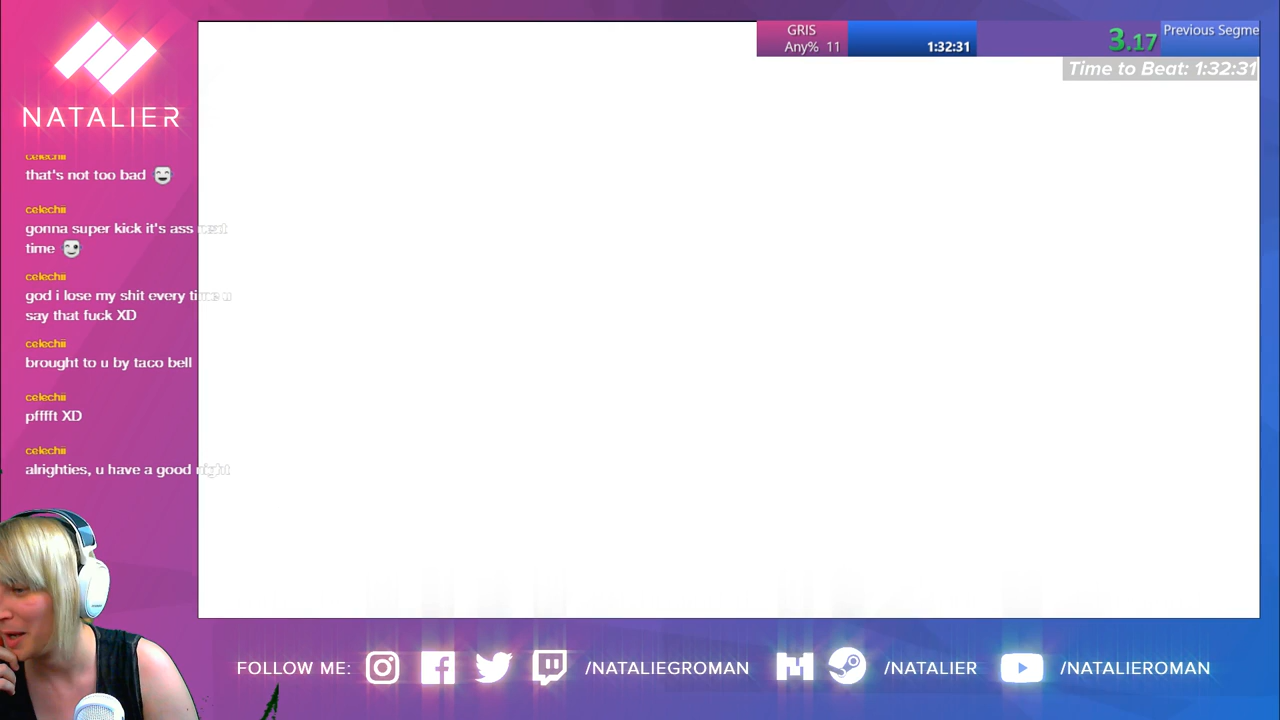 NATALIER
celechii
that's not too bad
celechii
gonna super kick it's ass next
time
celechii
god i lose my shit every time u
say that fuck XD
celechii
brought to u by taco bell
celechii
pfffft XD
celechii
alrighties, u have a good night
GRIS
Any% 11
1:32:31
3.17
Previous Segme
Time to Beat: 1:32:31
FOLLOW ME: /NATALIEGROMAN /NATALIER /NATALIEROMAN